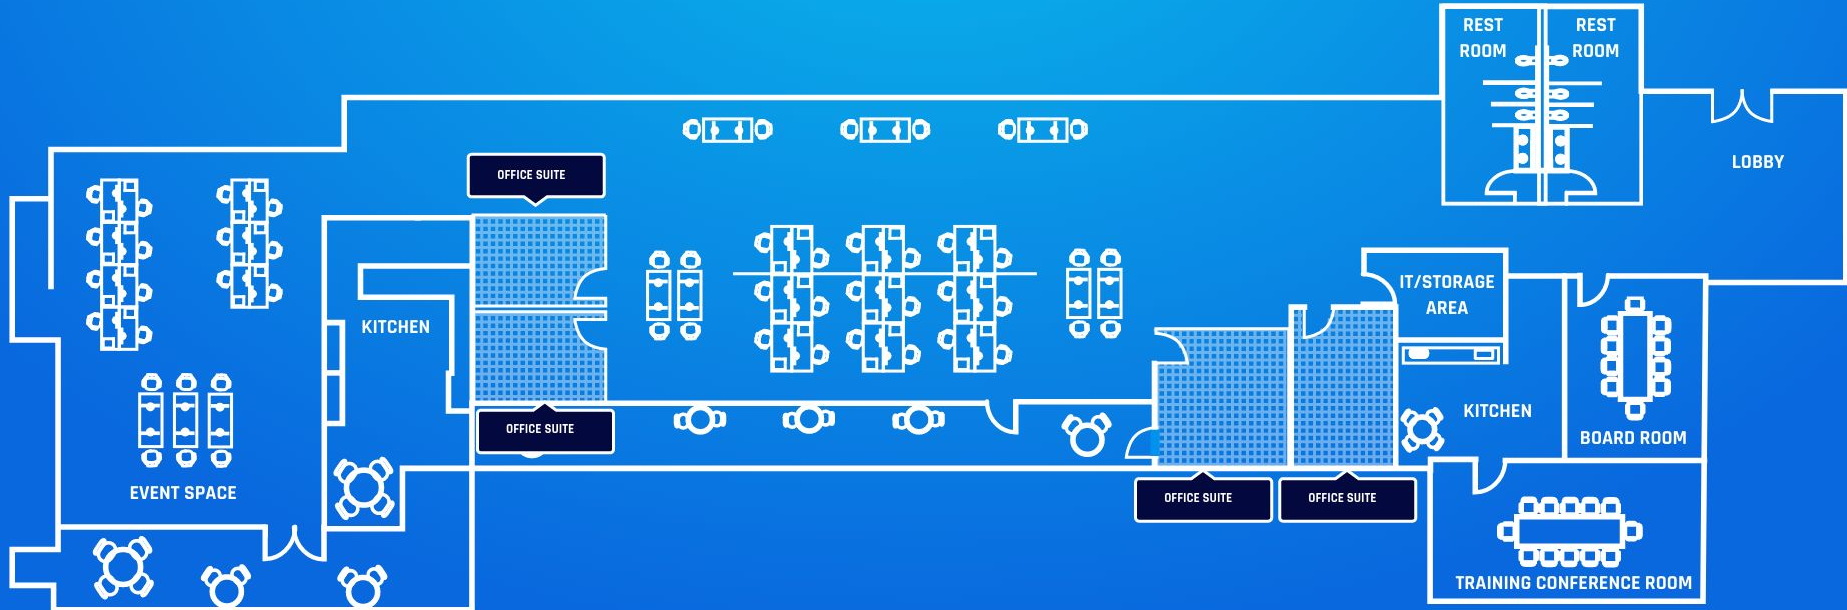 REST
ROOM
REST
ROOM
LOBBY
OFFICE SUITE
IT/STORAGE
AREA
KITCHEN
KITCHEN
OFFICE SUITE
BOARD ROOM
EVENT SPACE
OFFICE SUITE
OFFICE SUITE
TRAINING CONFERENCE ROOM